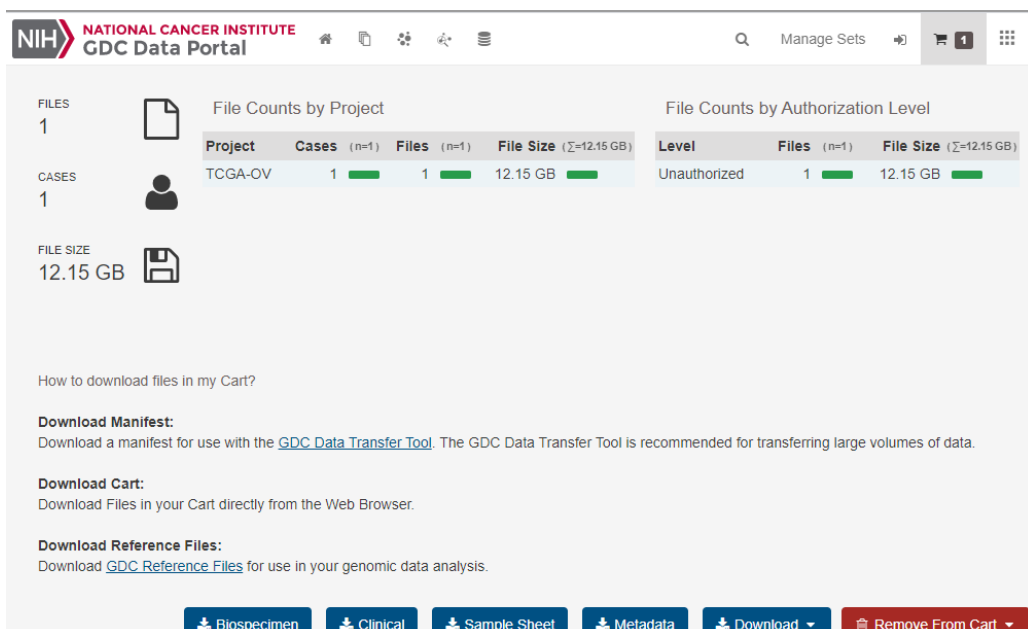 NIH NATIONAL CANCER INSTITUTE
GDC Data Portal
Manage Sets
1
FILES
1
CASES
1
FILE SIZE
12.15 GB
File Counts by Project
Project Cases (n=1) Files (n=1) File Size (∑=12.15 GB)
TCGA-OV 1 1 12.15 GB
File Counts by Authorization Level
Level Files (n=1) File Size (∑=12.15 GB)
Unauthorized 1 12.15 GB
How to download files in my Cart?
Download Manifest:
Download a manifest for use with the GDC Data Transfer Tool. The GDC Data Transfer Tool is recommended for transferring large volumes of data.
Download Cart:
Download Files in your Cart directly from the Web Browser.
Download Reference Files:
Download GDC Reference Files for use in your genomic data analysis.
Biospecimen Clinical Sample Sheet Metadata Download Remove From Cart